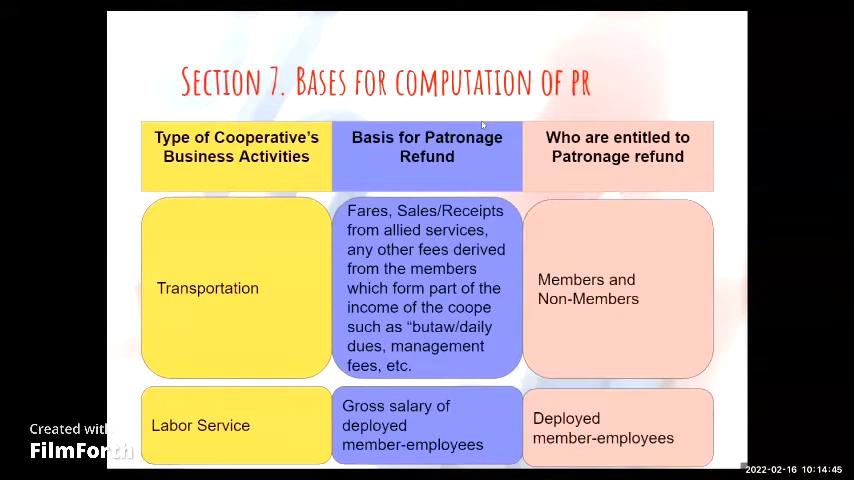 Section 7. Bases for computation of PR
Type of Cooperative's
Business Activities
Basis for Patronage
Refund
Who are entitled to
Patronage refund
Transportation
Fares, Sales/Receipts
from allied services,
any other fees derived
from the members
which form part of the
income of the coope
such as “butaw/daily
dues, management
fees, etc.
Members and
Non-Members
Labor Service
Gross salary of
deployed
member-employees
Deployed
member-employees
Created with
FilmForth
2022-02-16 10:14:45